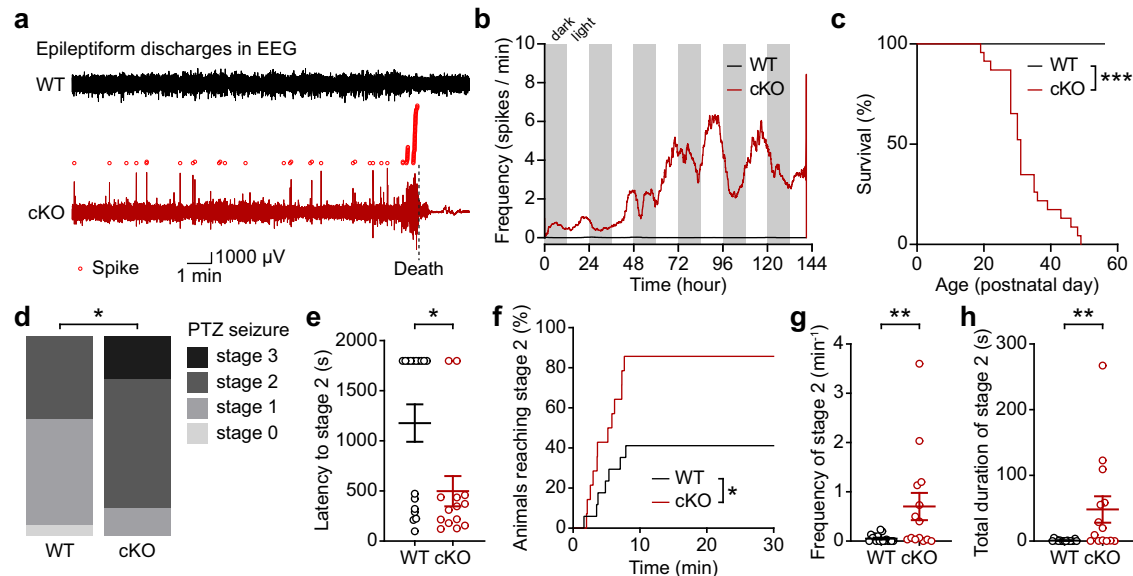 a
Epileptiform discharges in EEG
WT
cKO
Spike
1000 µV
1 min
Death
b
dark
light
Frequency (spikes / min)
10
8
6
4
2
0
WT
cKO
0 24 48 72 96 120 144
Time (hour)
c
Survival (%)
100
50
0
WT
cKO
***
0 20 40 60
Age (postnatal day)
d
*
PTZ seizure
stage 3
stage 2
stage 1
stage 0
WT cKO
e
Latency to stage 2 (s)
2000
1500
1000
500
0
*
WT cKO
f
Animals reaching stage 2 (%)
100
80
60
40
20
0
WT
cKO
*
0 10 20 30
Time (min)
g
Frequency of stage 2 (min⁻¹)
4
3
2
1
0
**
WT cKO
h
Total duration of stage 2 (s)
300
200
100
0
**
WT cKO